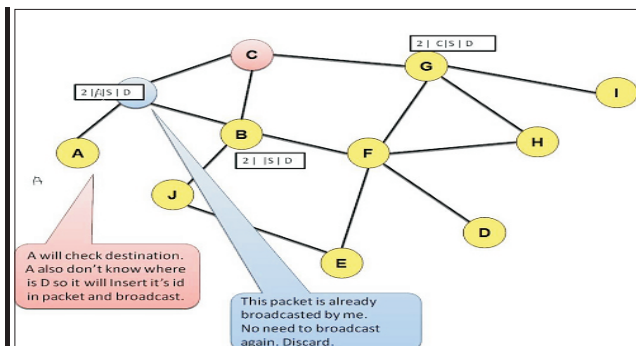 C
2 | C|S | D
G
2 |A|S | D
I
B
A
H
2 | |S | D
F
A
J
D
E
A will check destination.
A also don't know where
is D so it will Insert it's id
in packet and broadcast.
This packet is already
broadcasted by me.
No need to broadcast
again. Discard.